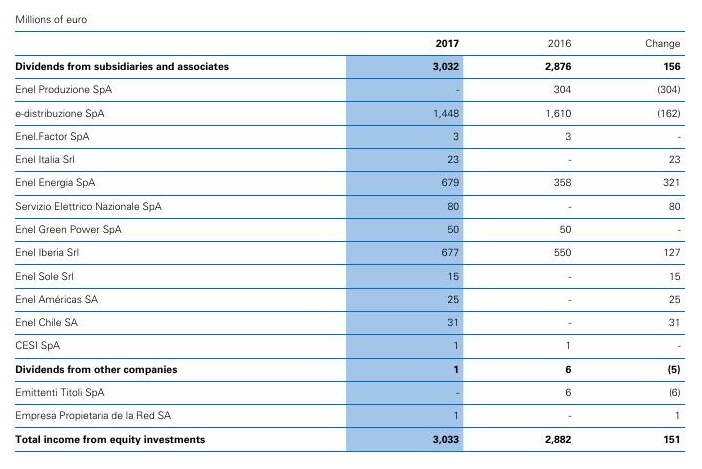 Millions of euro
2017 2016 Change
Dividends from subsidiaries and associates 3,032 2,876 156
Enel Produzione SpA - 304 (304)
e-distribuzione SpA 1,448 1,610 (162)
Enel.Factor SpA 3 3 -
Enel Italia Srl 23 - 23
Enel Energia SpA 679 358 321
Servizio Elettrico Nazionale SpA 80 - 80
Enel Green Power SpA 50 50 -
Enel Iberia Srl 677 550 127
Enel Sole Srl 15 - 15
Enel Américas SA 25 - 25
Enel Chile SA 31 - 31
CESI SpA 1 1 -
Dividends from other companies 1 6 (5)
Emittenti Titoli SpA - 6 (6)
Empresa Propietaria de la Red SA 1 - 1
Total income from equity investments 3,033 2,882 151